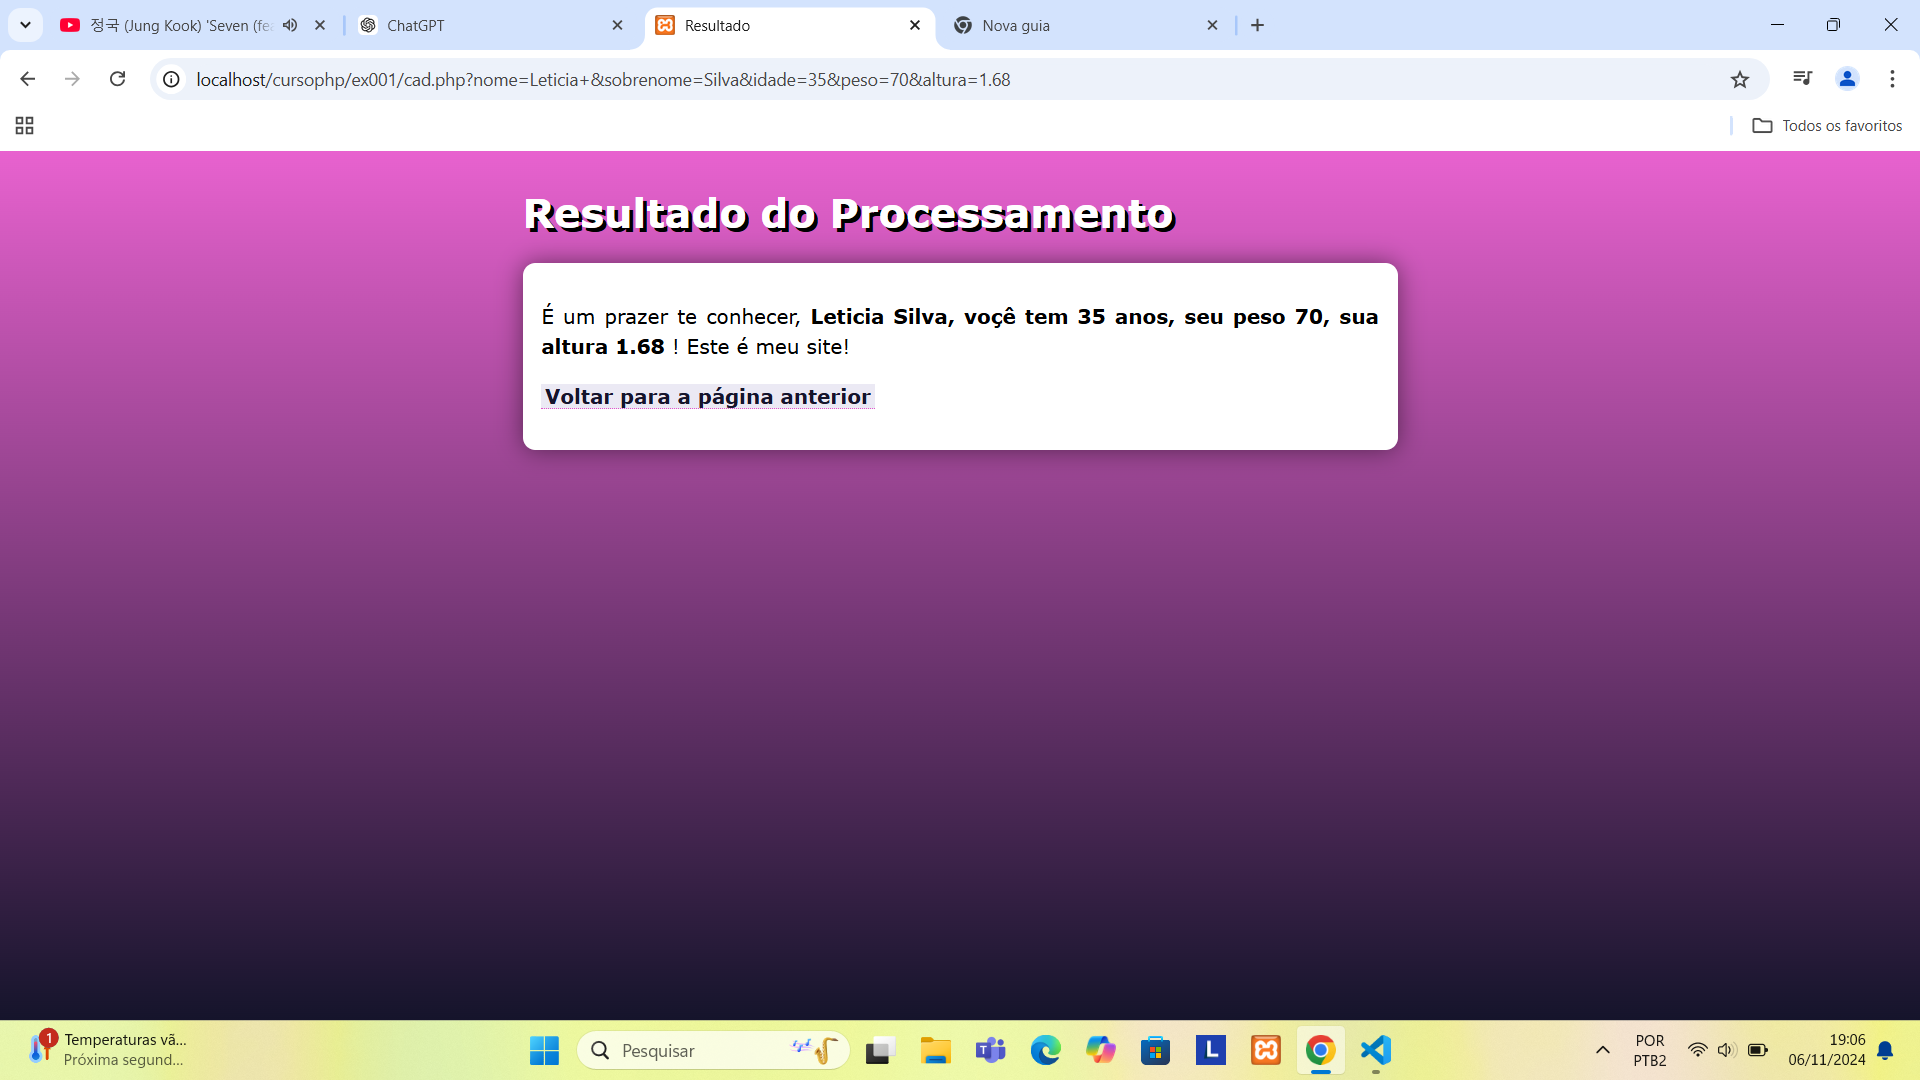 정국 (Jung Kook) 'Seven (fea
ChatGPT
Resultado
Nova guia
localhost/cursophp/ex001/cad.php?nome=Leticia+&sobrenome=Silva&idade=35&peso=70&altura=1.68
Todos os favoritos
Resultado do Processamento
É um prazer te conhecer, Leticia Silva, voçê tem 35 anos, seu peso 70, sua
altura 1.68 ! Este é meu site!
Voltar para a página anterior
1
Temperaturas vã...
Próxima segund...
Pesquisar
L
POR
PTB2
19:06
06/11/2024